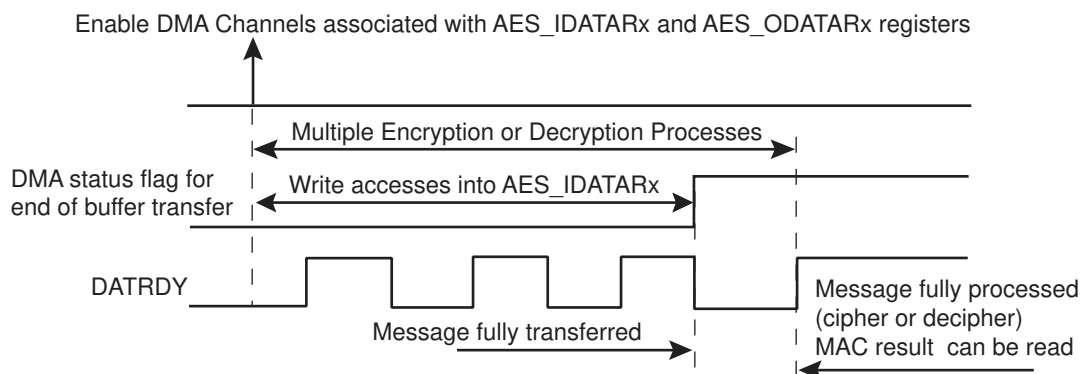 Enable DMA Channels associated with AES_IDATARx and AES_ODATARx registers
Multiple Encryption or Decryption Processes
DMA status flag for
end of buffer transfer
Write accesses into AES_IDATARx
DATRDY
Message fully transferred
Message fully processed
(cipher or decipher)
MAC result can be read